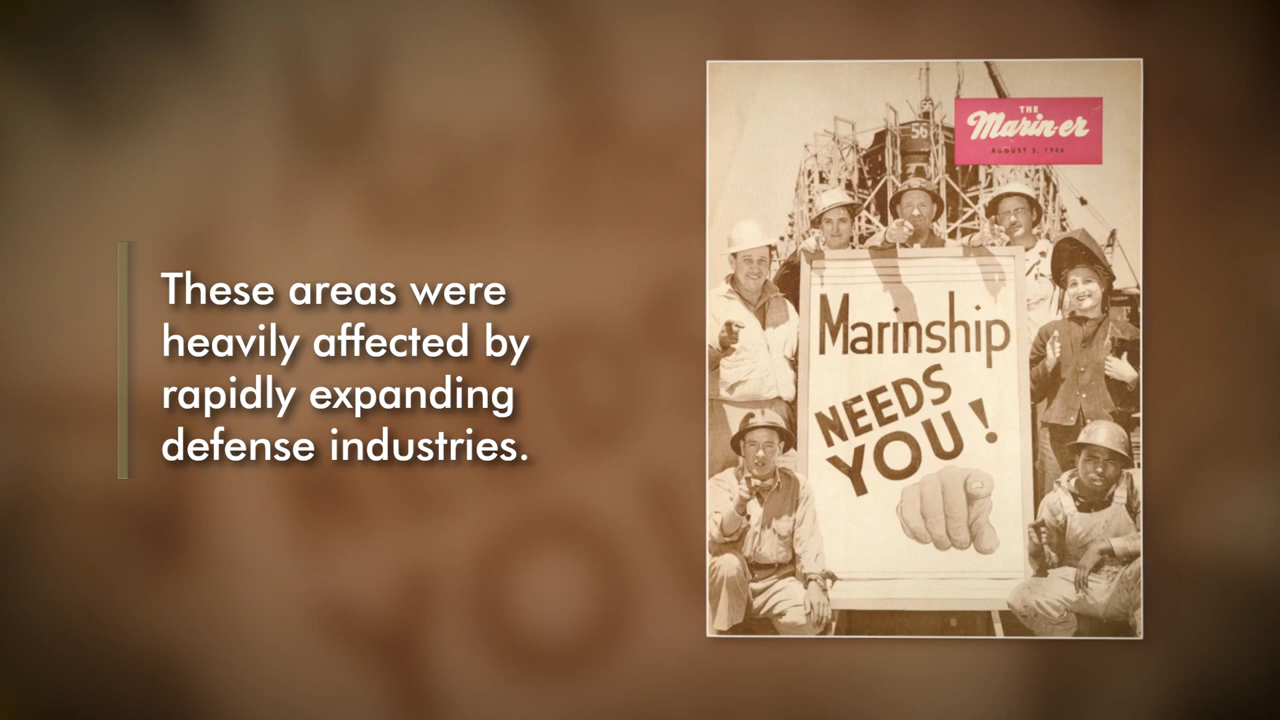 These areas were
heavily affected by
rapidly expanding
defense industries.
THE
Marin-er
AUGUST 5, 1944
56
Marinship
NEEDS
YOU!